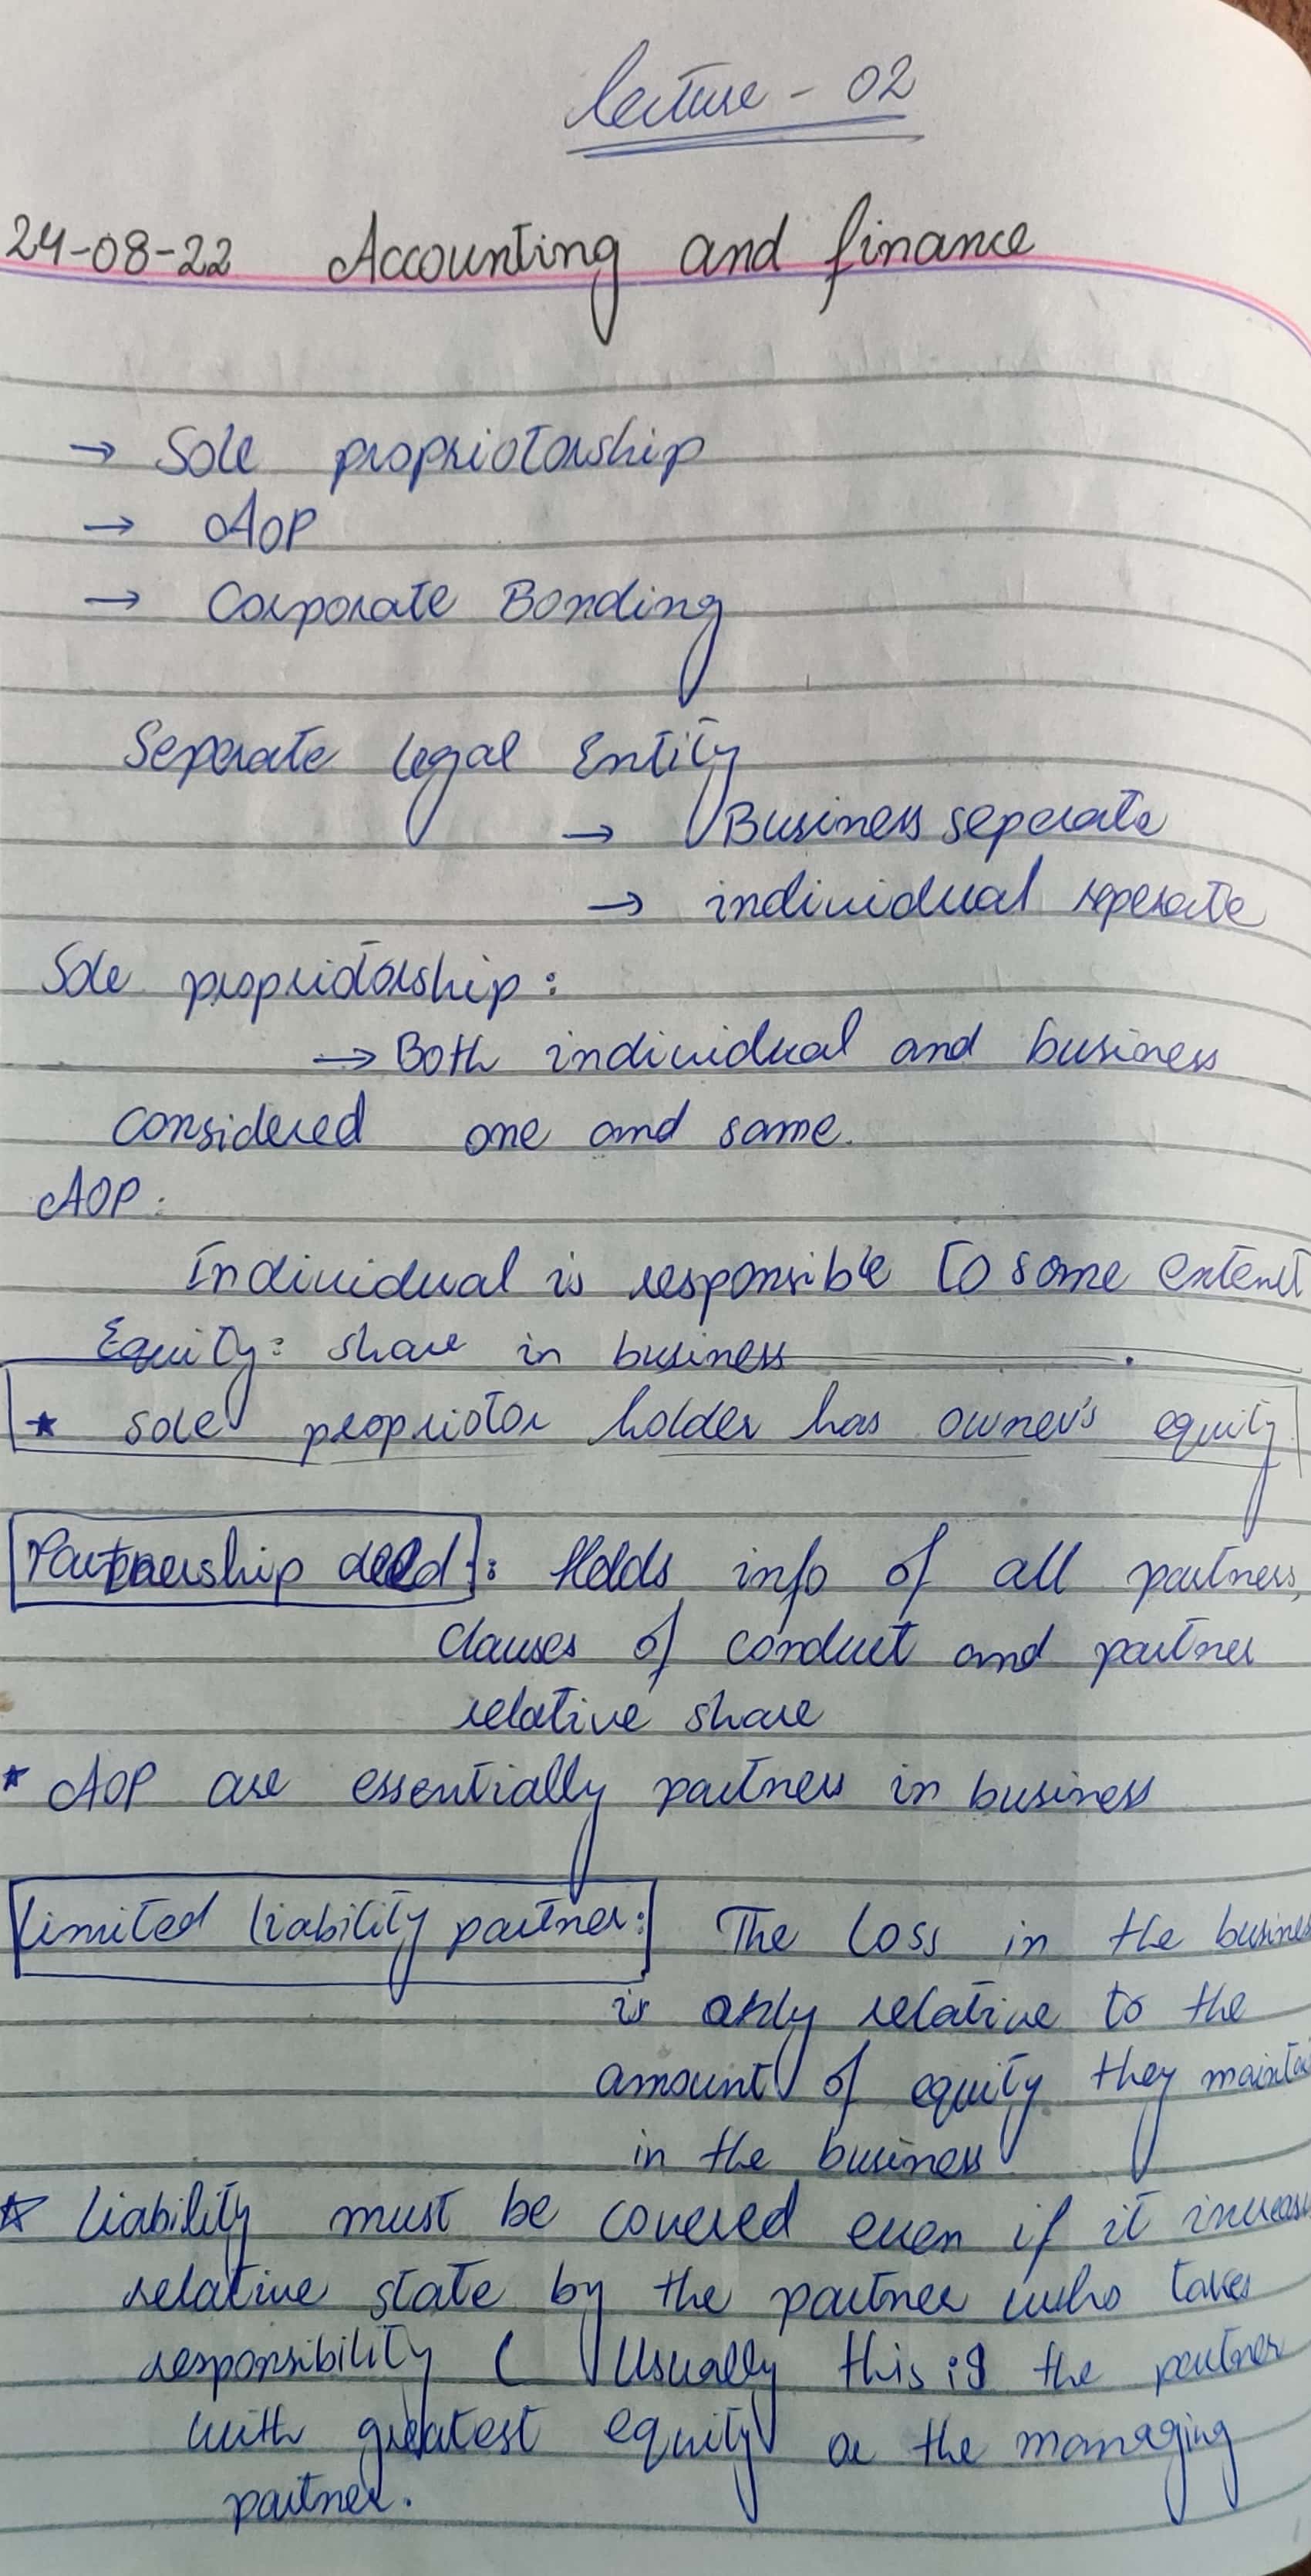 Lecture - 02
24-08-22 Accounting and finance
→ Sole propriotorship
→ AOP
→ Corporate Bonding
Seperate legal Entity
→ Business seperate
→ individual seperate
Sole propriotorship :
→ Both individual and business
considered one and same.
AOP :
Individual is responsible to some extent
Equity : share in business
★ sole propriotor holder has owner's equity
Partnership deed : Holds info of all partners,
clauses of conduct and partner
relative share
* AOP are essentially partners in business
Limited liability partner : The loss in the business
is only relative to the
amount of equity they
in the business
☆ Liability must be covered even if it
relative state by the partner who takes
responsibility ( Usually this is the partner
with greatest equity or the managing
partner.